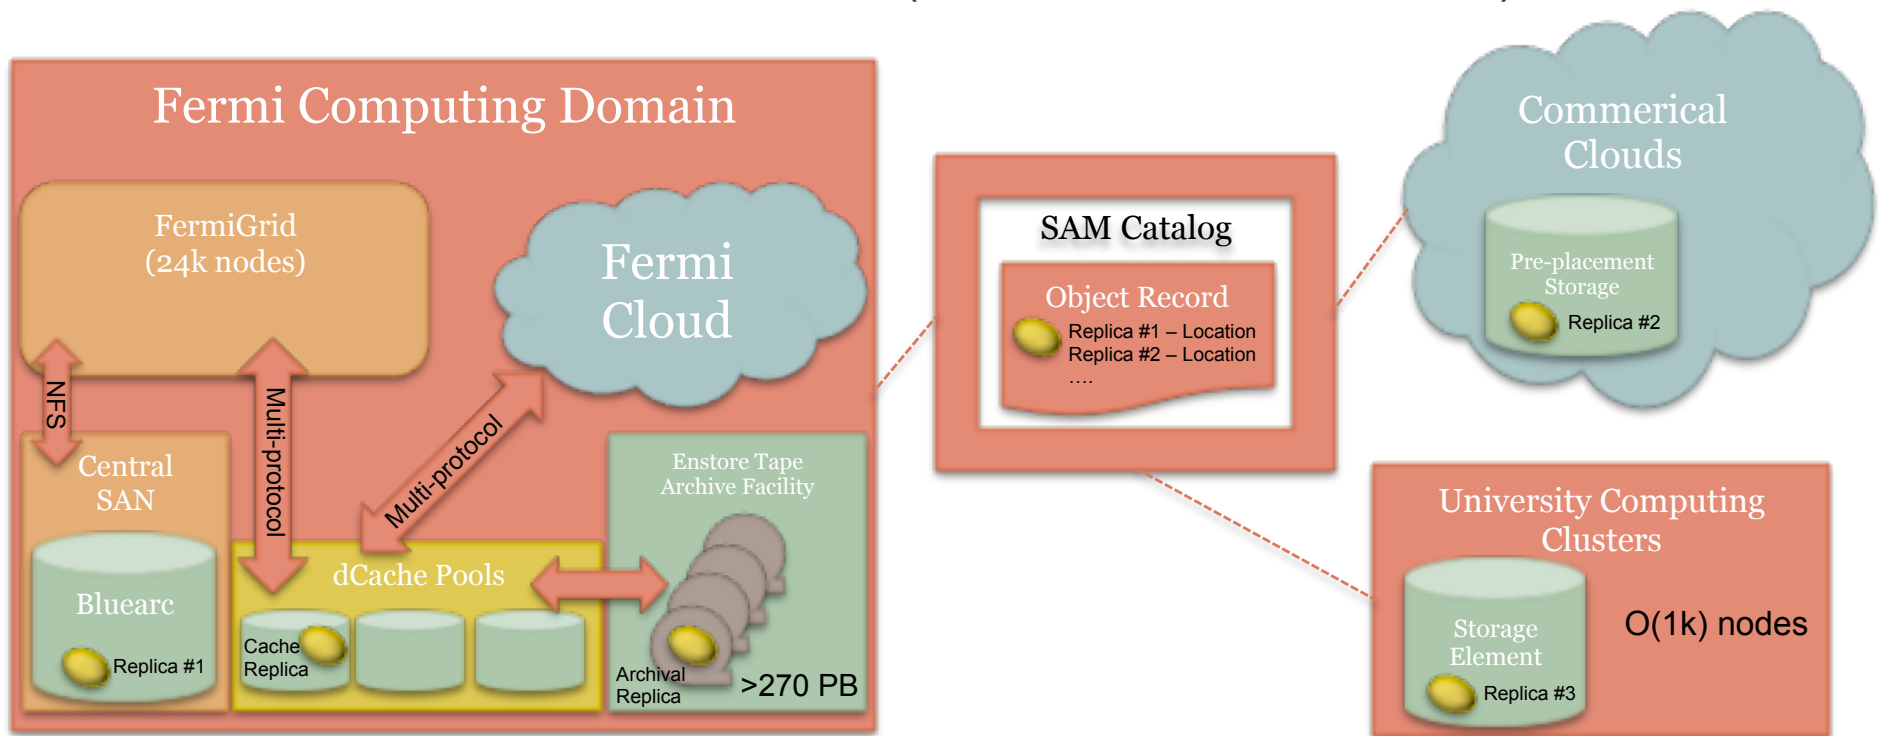 Fermi Computing Domain
FermiGrid
(24k nodes)
Fermi
Cloud
NFS
Multi-protocol
Multi-protocol
Central
SAN
Bluearc
Replica #1
dCache Pools
Cache
Replica
Enstore Tape
Archive Facility
Archival
Replica
>270 PB
SAM Catalog
Object Record
Replica #1 – Location
Replica #2 – Location
....
Commerical
Clouds
Pre-placement
Storage
Replica #2
University Computing
Clusters
Storage
Element
Replica #3
O(1k) nodes